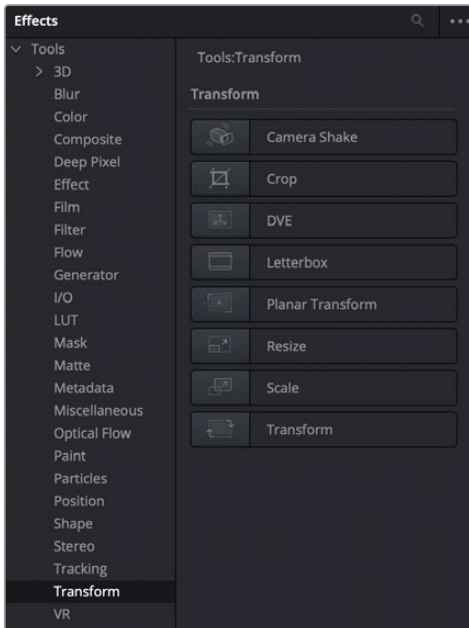 Effects
Tools
3D
Blur
Color
Composite
Deep Pixel
Effect
Film
Filter
Flow
Generator
I/O
LUT
Mask
Matte
Metadata
Miscellaneous
Optical Flow
Paint
Particles
Position
Shape
Stereo
Tracking
Transform
VR
Tools:Transform
Transform
Camera Shake
Crop
DVE
Letterbox
Planar Transform
Resize
Scale
Transform